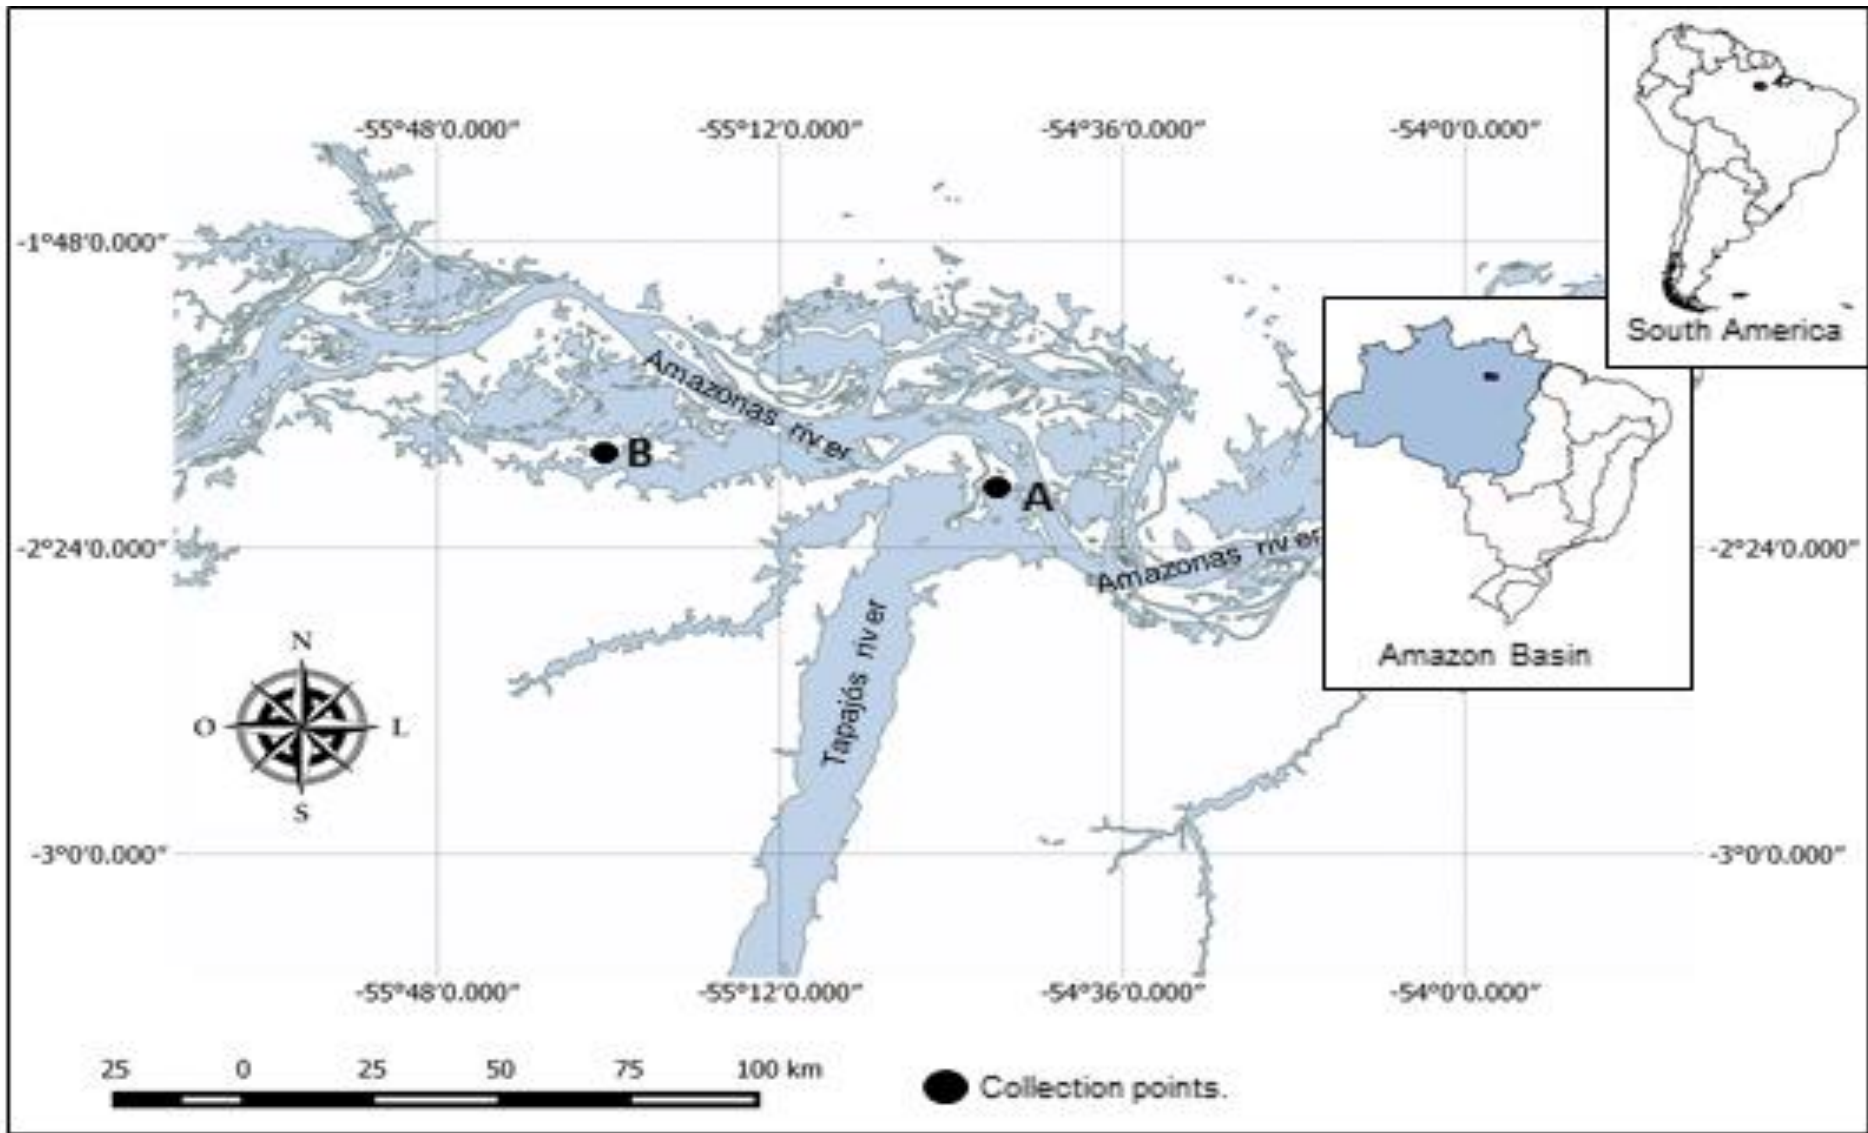 -55°48′0.000″ -55°12′0.000″ -54°36′0.000″ -54°0′0.000″
-1°48′0.000″
South America
Amazonas river
B
A
-2°24′0.000″ -2°24′0.000″
Amazonas river
Tapajós river
Amazon Basin
N
O L
S
-3°0′0.000″ -3°0′0.000″
-55°48′0.000″ -55°12′0.000″ -54°36′0.000″ -54°0′0.000″
25 0 25 50 75 100 km
Collection points.